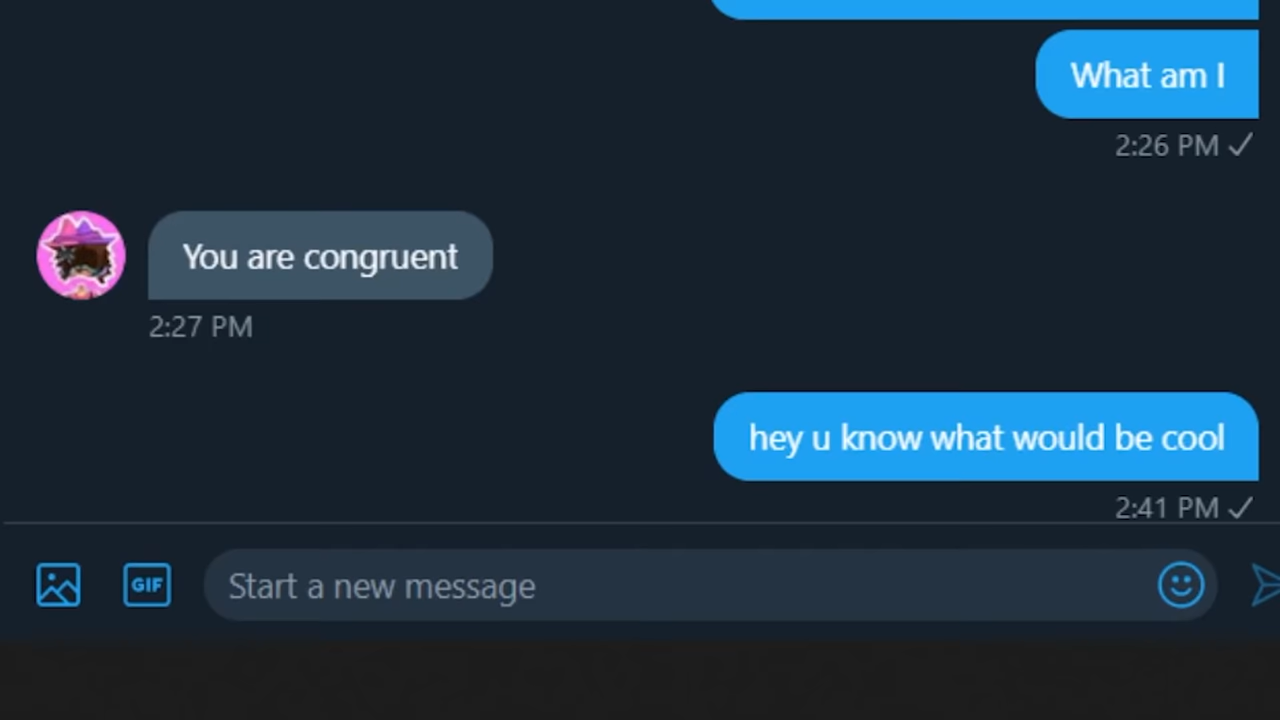 What am I
2:26 PM
You are congruent
2:27 PM
hey u know what would be cool
2:41 PM
GIF
Start a new message